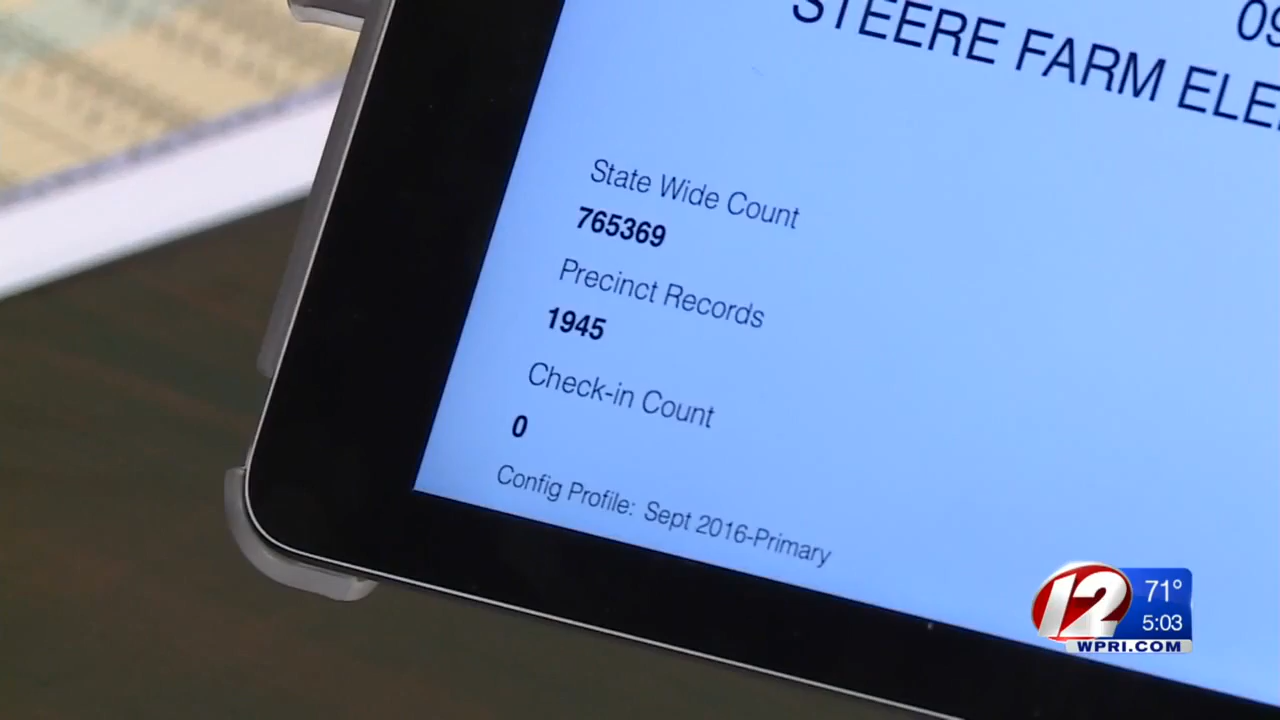 09
STEERE FARM ELE
State Wide Count
765369
Precinct Records
1945
Check-in Count
0
Config Profile: Sept 2016-Primary
12
71°
5:03
WPRI.COM